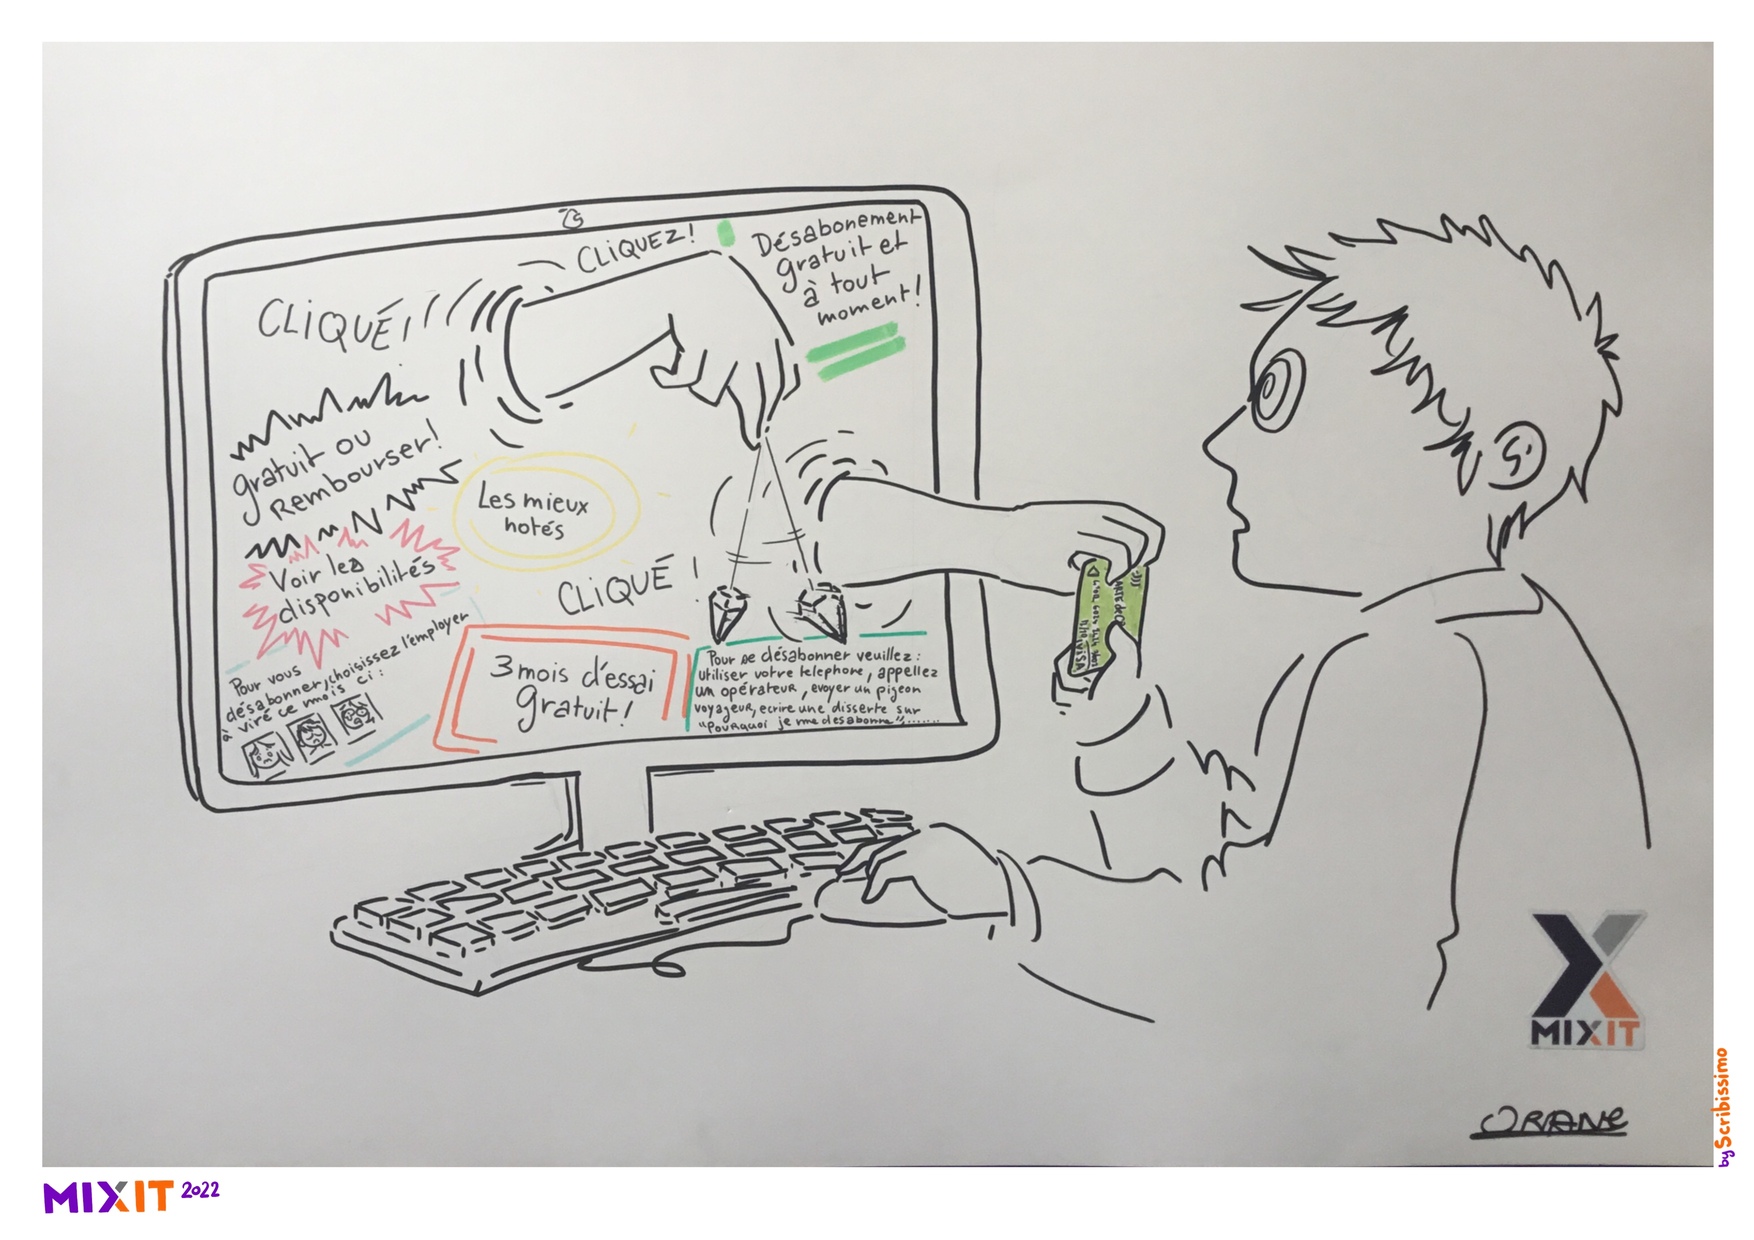 CLIQUEZ!
Désabonement
gratuit et
à tout
moment!
CLIQUÉ!
gratuit ou
Rembourser!
Les mieux
notés
Voir les
disponibilités
CLIQUÉ !
Pour vous
désabonner, choisissez l'employer
à viré ce mois ci :
3 mois d'essai
gratuit !
Pour se désabonner veuillez :
utiliser votre telephone, appellez
un opérateur, evoyer un pigeon
voyageur, ecrire une disserte sur
"Pourquoi je me désabonne"........
VISA
MIXIT
ORANE
by Scribissimo
MIXIT 2022